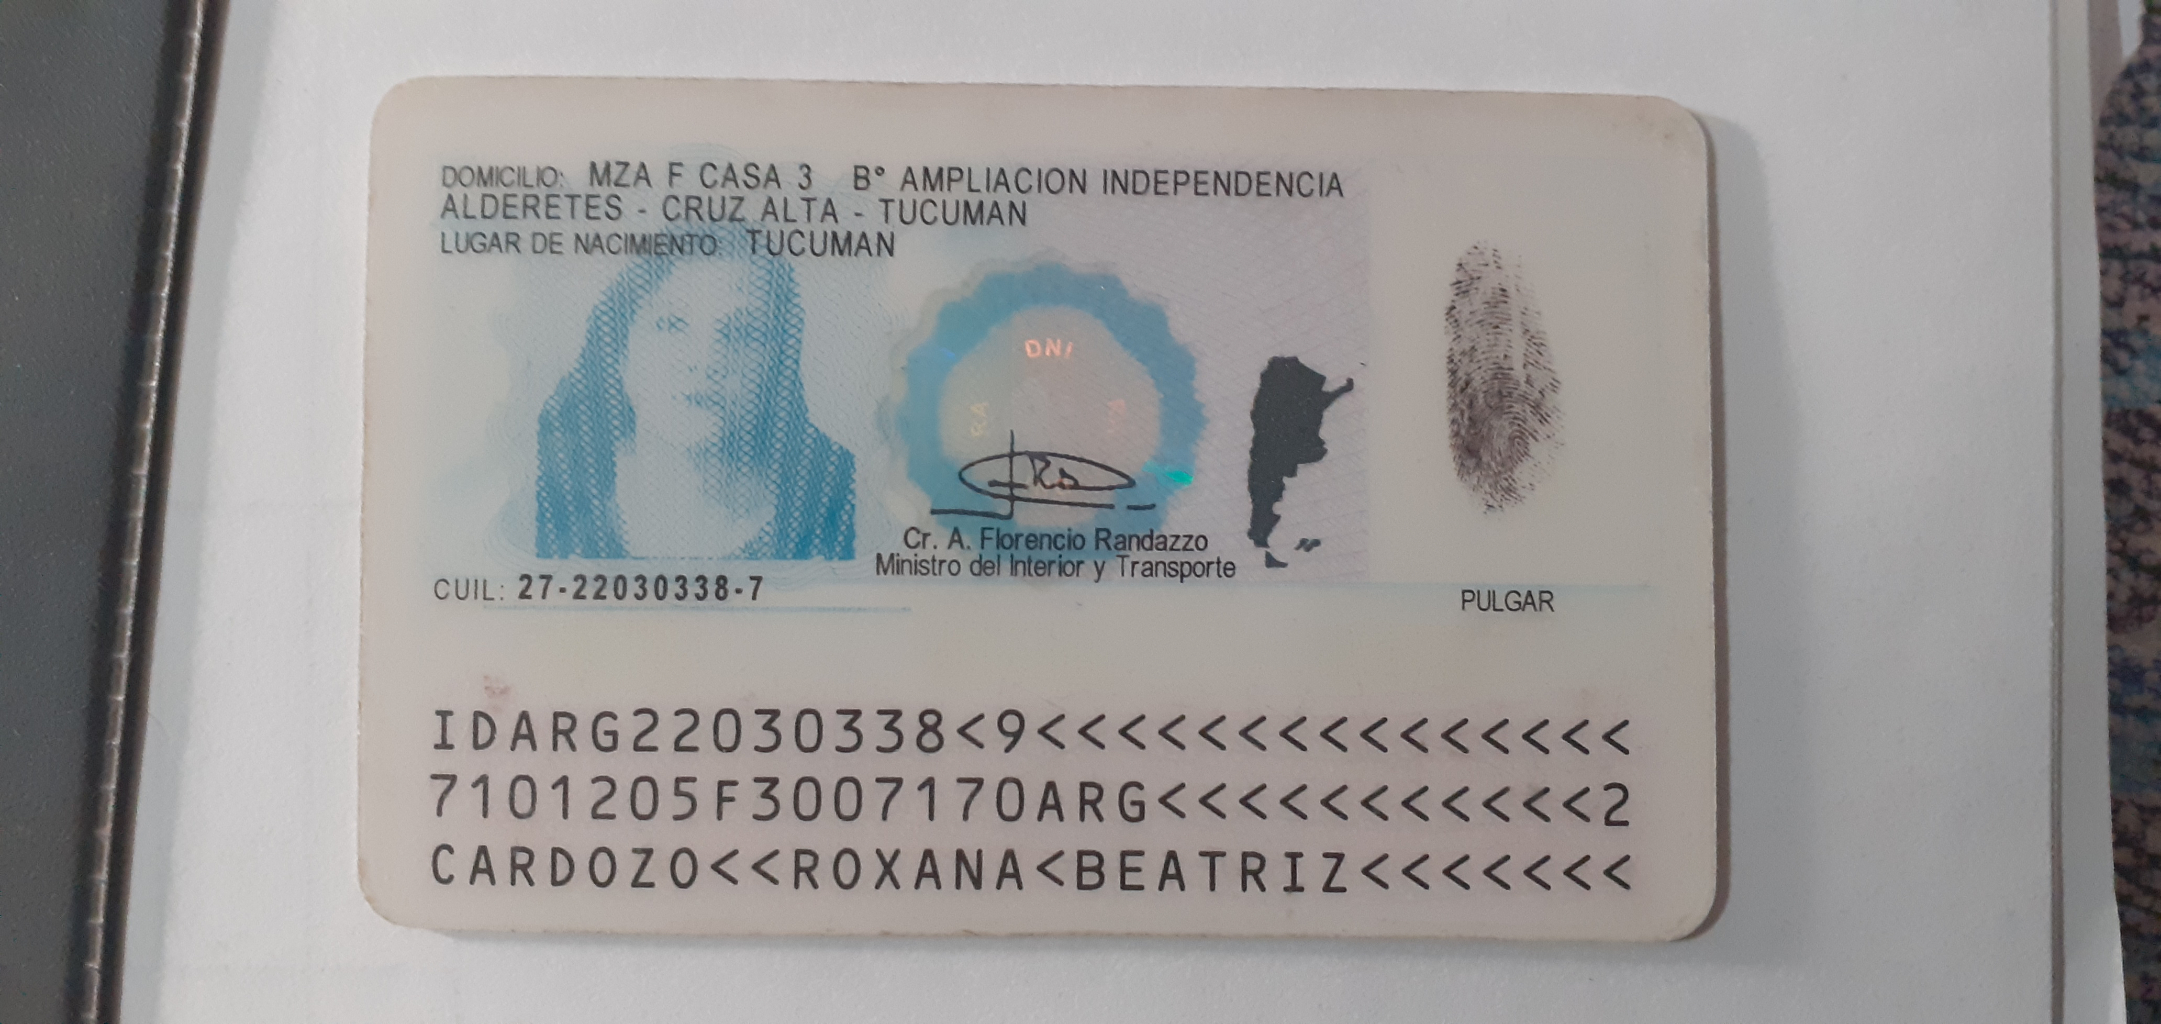 DOMICILIO: MZA F CASA 3 B° AMPLIACION INDEPENDENCIA
ALDERETES - CRUZ ALTA - TUCUMAN
LUGAR DE NACIMIENTO: TUCUMAN
DNI
RA
Cr. A. Florencio Randazzo
Ministro del Interior y Transporte
CUIL: 27-22030338-7
PULGAR
IDARG22030338<9<<<<<<<<<<<<<<<
7101205F3007170ARG<<<<<<<<<<<2
CARDOZO<<ROXANA<BEATRIZ<<<<<<<